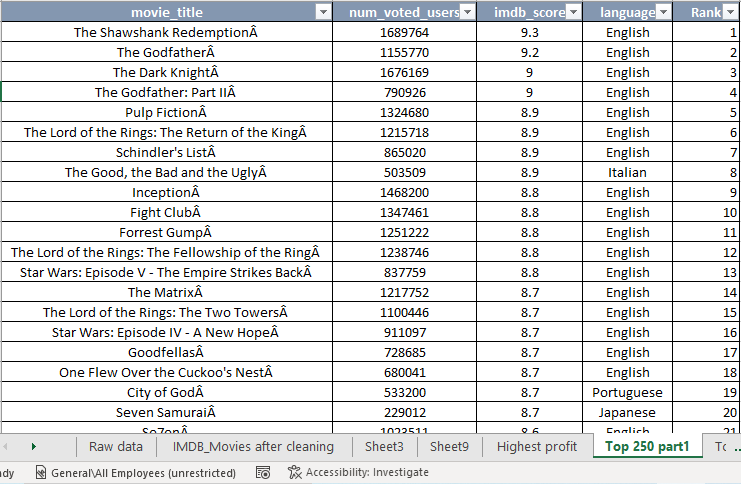 movie_title num_voted_users imdb_score language Rank
The Shawshank RedemptionÂ 1689764 9.3 English 1
The GodfatherÂ 1155770 9.2 English 2
The Dark KnightÂ 1676169 9 English 3
The Godfather: Part IIÂ 790926 9 English 4
Pulp FictionÂ 1324680 8.9 English 5
The Lord of the Rings: The Return of the KingÂ 1215718 8.9 English 6
Schindler's ListÂ 865020 8.9 English 7
The Good, the Bad and the UglyÂ 503509 8.9 Italian 8
InceptionÂ 1468200 8.8 English 9
Fight ClubÂ 1347461 8.8 English 10
Forrest GumpÂ 1251222 8.8 English 11
The Lord of the Rings: The Fellowship of the RingÂ 1238746 8.8 English 12
Star Wars: Episode V - The Empire Strikes BackÂ 837759 8.8 English 13
The MatrixÂ 1217752 8.7 English 14
The Lord of the Rings: The Two TowersÂ 1100446 8.7 English 15
Star Wars: Episode IV - A New HopeÂ 911097 8.7 English 16
GoodfellasÂ 728685 8.7 English 17
One Flew Over the Cuckoo's NestÂ 680041 8.7 English 18
City of GodÂ 533200 8.7 Portuguese 19
Seven SamuraiÂ 229012 8.7 Japanese 20
Se7enÂ 1023511 8.6 English 21
Raw data IMDB_Movies after cleaning Sheet3 Sheet9 Highest profit Top 250 part1 To ...
dy General\All Employees (unrestricted) Accessibility: Investigate